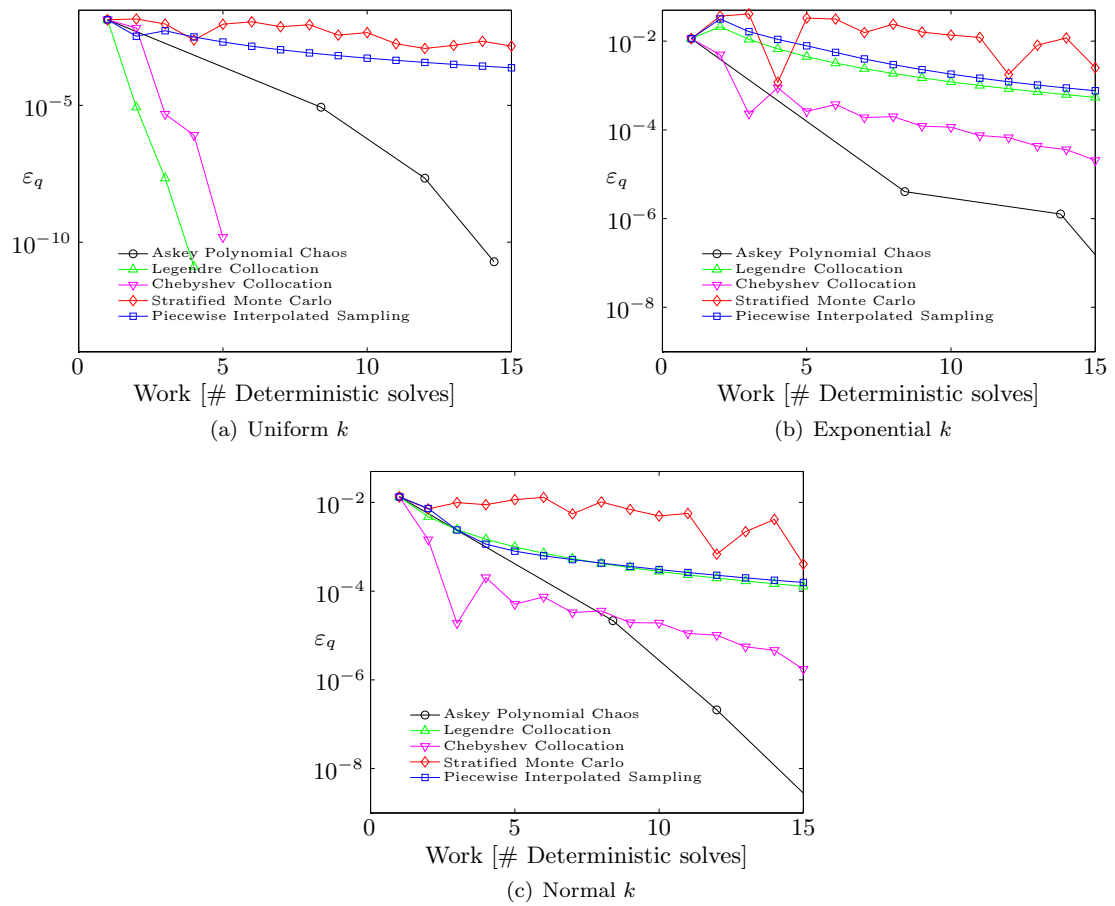 10^{-5}
ε_q
10^{-10}
Askey Polynomial Chaos
Legendre Collocation
Chebyshev Collocation
Stratified Monte Carlo
Piecewise Interpolated Sampling
0 5 10 15
Work [# Deterministic solves]
(a) Uniform k
10^{-2}
10^{-4}
ε_q
10^{-6}
Askey Polynomial Chaos
Legendre Collocation
Chebyshev Collocation
Stratified Monte Carlo
Piecewise Interpolated Sampling
10^{-8}
0 5 10 15
Work [# Deterministic solves]
(b) Exponential k
10^{-2}
10^{-4}
ε_q
10^{-6}
Askey Polynomial Chaos
Legendre Collocation
Chebyshev Collocation
Stratified Monte Carlo
Piecewise Interpolated Sampling
10^{-8}
0 5 10 15
Work [# Deterministic solves]
(c) Normal k